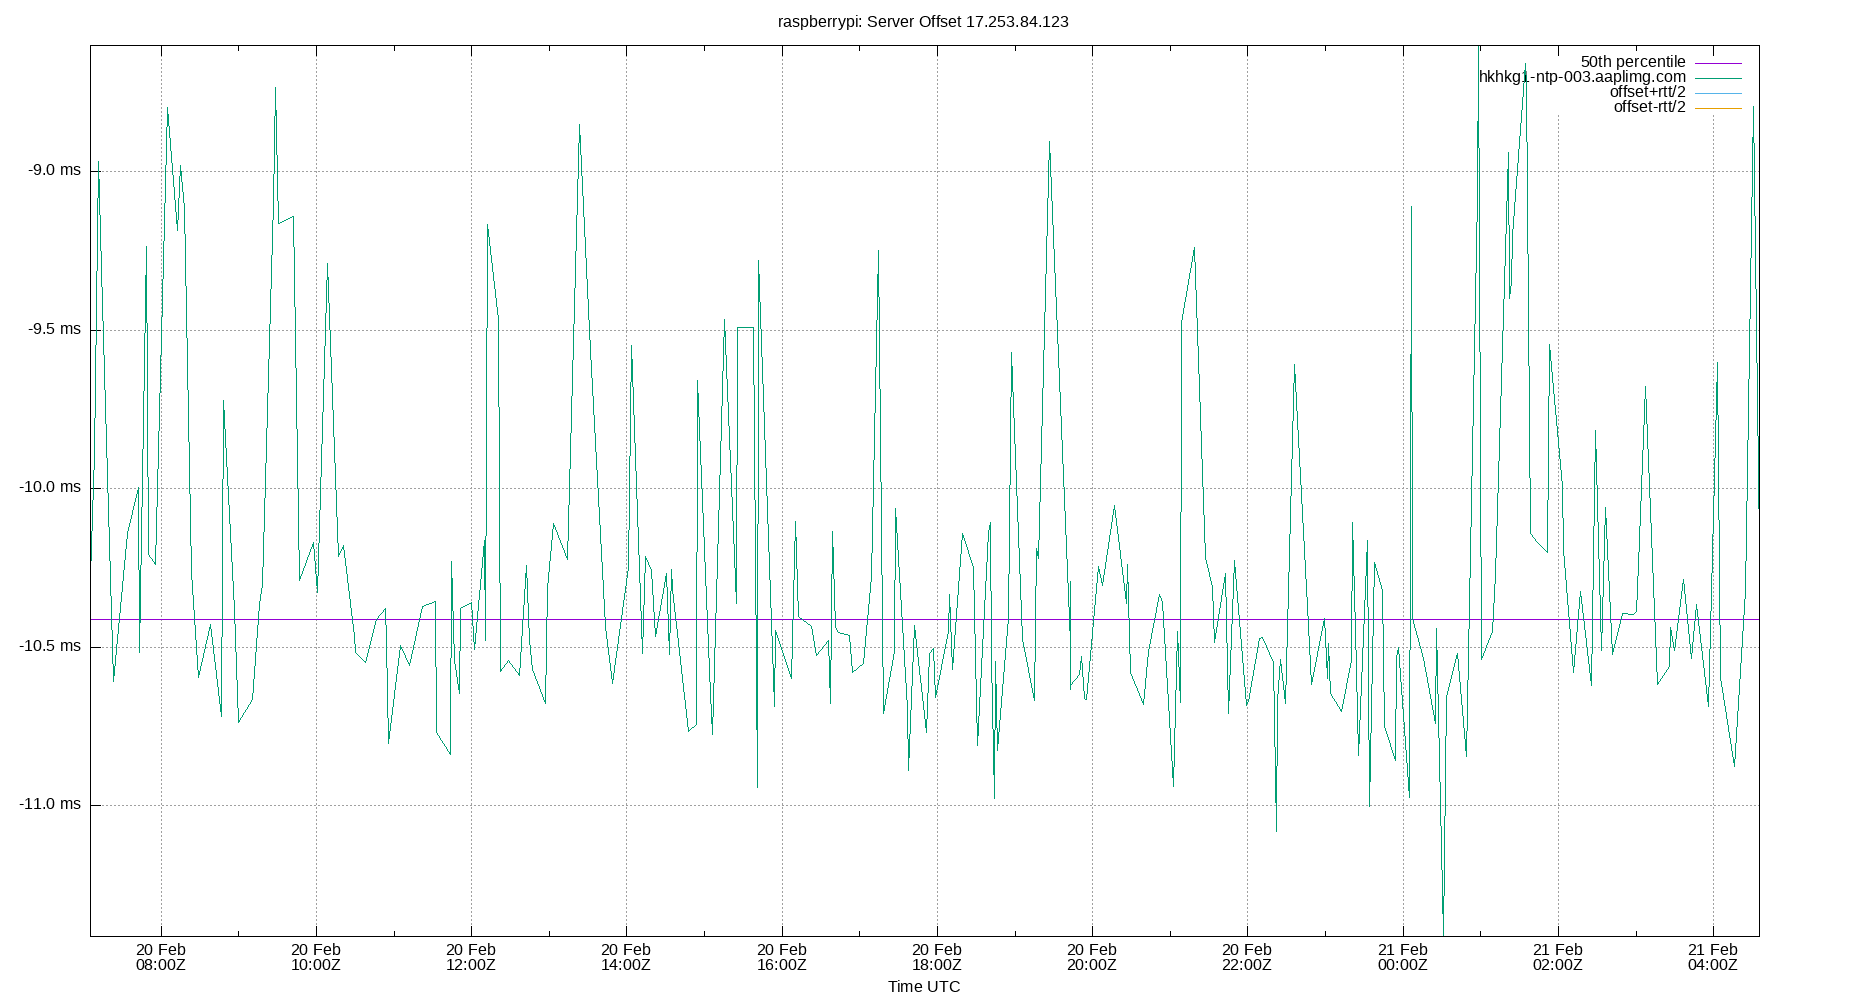 raspberrypi: Server Offset 17.253.84.123
50th percentile
hkhkg1-ntp-003.aaplimg.com
offset+rtt/2
offset-rtt/2
-9.0 ms
-9.5 ms
-10.0 ms
-10.5 ms
-11.0 ms
20 Feb 20 Feb 20 Feb 20 Feb 20 Feb 20 Feb 20 Feb 20 Feb 21 Feb 21 Feb 21 Feb
08:00Z 10:00Z 12:00Z 14:00Z 16:00Z 18:00Z 20:00Z 22:00Z 00:00Z 02:00Z 04:00Z
Time UTC